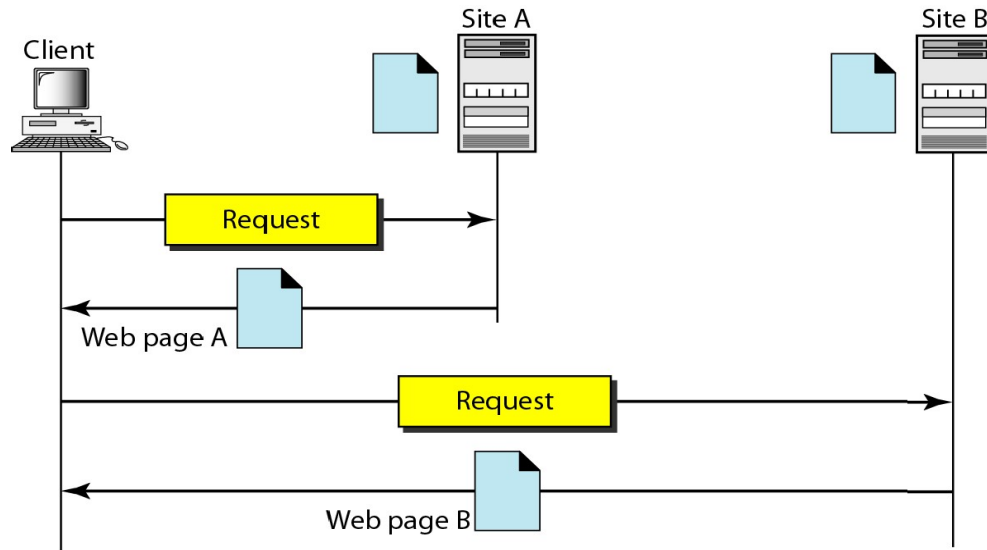 Site A
Site B
Client
Request
Web page A
Request
Web page B